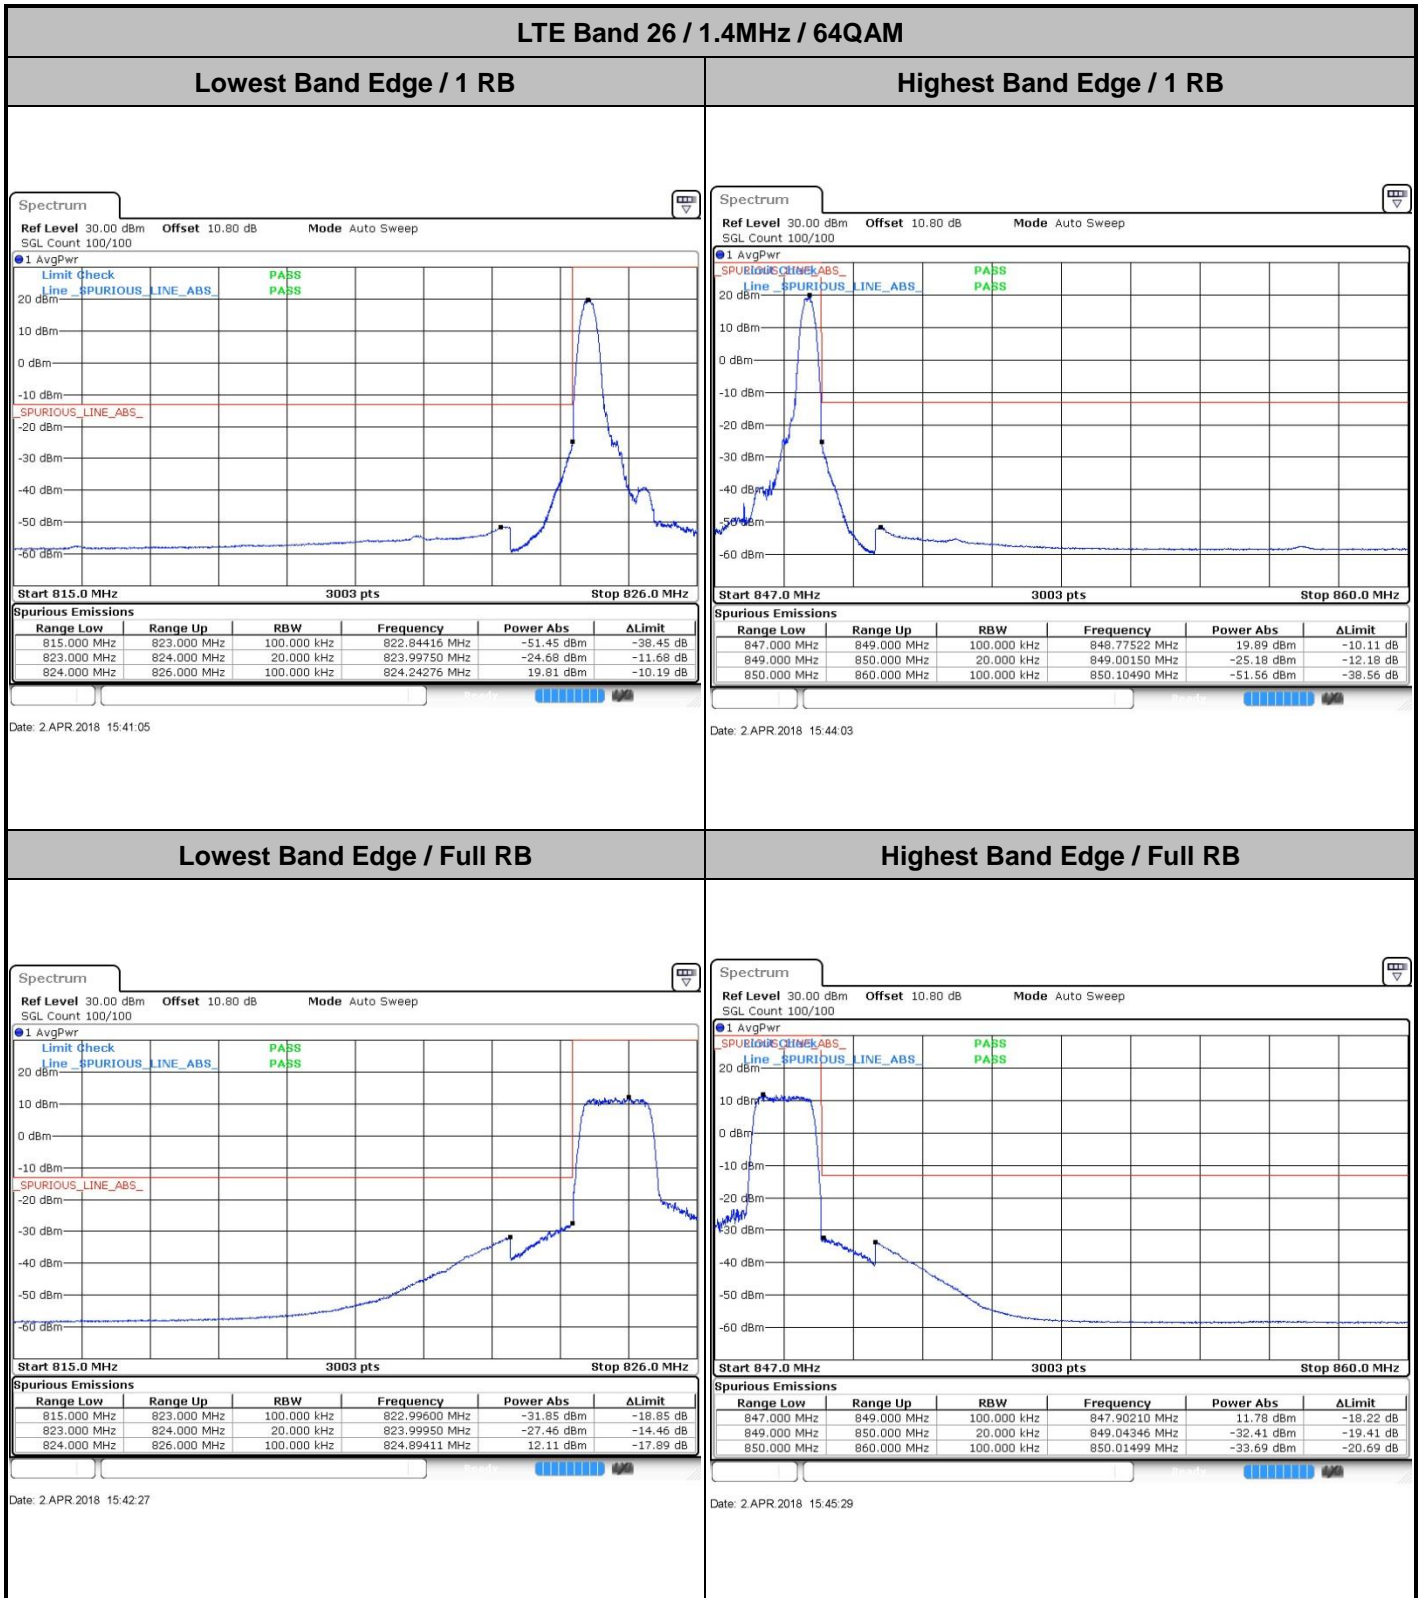 LTE Band 26 / 1.4MHz / 64QAM
Lowest Band Edge / 1 RB
Highest Band Edge / 1 RB
Spectrum
Ref Level 30.00 dBm Offset 10.80 dB Mode Auto Sweep
SGL Count 100/100
1 AvgPwr
Limit Check PASS
Line _SPURIOUS_LINE_ABS_ PASS
20 dBm
10 dBm
0 dBm
-10 dBm
_SPURIOUS_LINE_ABS_
-20 dBm
-30 dBm
-40 dBm
-50 dBm
-60 dBm
Start 815.0 MHz 3003 pts Stop 826.0 MHz
Spurious Emissions
Range Low Range Up RBW Frequency Power Abs ΔLimit
815.000 MHz 823.000 MHz 100.000 kHz 822.84416 MHz -51.45 dBm -38.45 dB
823.000 MHz 824.000 MHz 20.000 kHz 823.99750 MHz -24.68 dBm -11.68 dB
824.000 MHz 826.000 MHz 100.000 kHz 824.24276 MHz 19.81 dBm -10.19 dB
Date: 2.APR.2018 15:41:05
Spectrum
Ref Level 30.00 dBm Offset 10.80 dB Mode Auto Sweep
SGL Count 100/100
1 AvgPwr
_SPURIOUS_LINE_ABS_
Limit Check PASS
Line _SPURIOUS_LINE_ABS_ PASS
20 dBm
10 dBm
0 dBm
-10 dBm
-20 dBm
-30 dBm
-40 dBm
-50 dBm
-60 dBm
Start 847.0 MHz 3003 pts Stop 860.0 MHz
Spurious Emissions
Range Low Range Up RBW Frequency Power Abs ΔLimit
847.000 MHz 849.000 MHz 100.000 kHz 848.77522 MHz 19.89 dBm -10.11 dB
849.000 MHz 850.000 MHz 20.000 kHz 849.00150 MHz -25.18 dBm -12.18 dB
850.000 MHz 860.000 MHz 100.000 kHz 850.10490 MHz -51.56 dBm -38.56 dB
Date: 2.APR.2018 15:44:03
Lowest Band Edge / Full RB
Highest Band Edge / Full RB
Spectrum
Ref Level 30.00 dBm Offset 10.80 dB Mode Auto Sweep
SGL Count 100/100
1 AvgPwr
Limit Check PASS
Line _SPURIOUS_LINE_ABS_ PASS
20 dBm
10 dBm
0 dBm
-10 dBm
_SPURIOUS_LINE_ABS_
-20 dBm
-30 dBm
-40 dBm
-50 dBm
-60 dBm
Start 815.0 MHz 3003 pts Stop 826.0 MHz
Spurious Emissions
Range Low Range Up RBW Frequency Power Abs ΔLimit
815.000 MHz 823.000 MHz 100.000 kHz 822.99600 MHz -31.85 dBm -18.85 dB
823.000 MHz 824.000 MHz 20.000 kHz 823.99950 MHz -27.46 dBm -14.46 dB
824.000 MHz 826.000 MHz 100.000 kHz 824.89411 MHz 12.11 dBm -17.89 dB
Date: 2.APR.2018 15:42:27
Spectrum
Ref Level 30.00 dBm Offset 10.80 dB Mode Auto Sweep
SGL Count 100/100
1 AvgPwr
_SPURIOUS_LINE_ABS_
Limit Check PASS
Line _SPURIOUS_LINE_ABS_ PASS
20 dBm
10 dBm
0 dBm
-10 dBm
-20 dBm
-30 dBm
-40 dBm
-50 dBm
-60 dBm
Start 847.0 MHz 3003 pts Stop 860.0 MHz
Spurious Emissions
Range Low Range Up RBW Frequency Power Abs ΔLimit
847.000 MHz 849.000 MHz 100.000 kHz 847.90210 MHz 11.78 dBm -18.22 dB
849.000 MHz 850.000 MHz 20.000 kHz 849.04346 MHz -32.41 dBm -19.41 dB
850.000 MHz 860.000 MHz 100.000 kHz 850.01499 MHz -33.69 dBm -20.69 dB
Date: 2.APR.2018 15:45:29